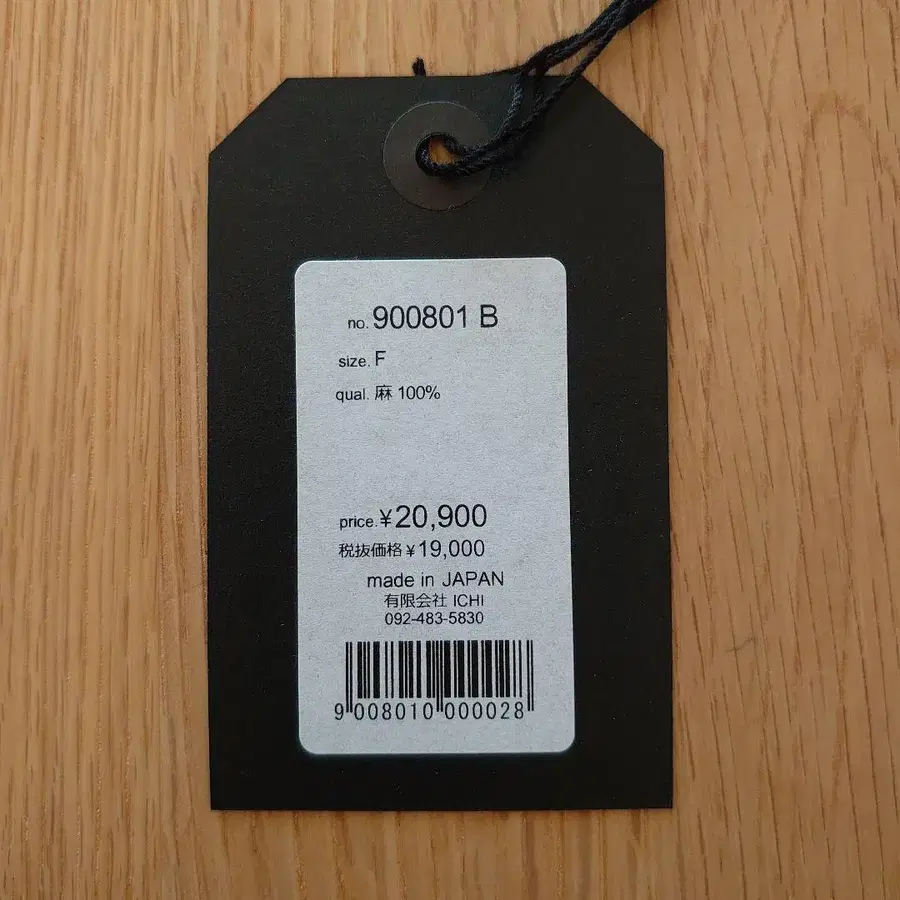 no. 900801 B
size. F
qual. 麻 100%
price. ¥20,900
税抜価格 ¥19,000
made in JAPAN
有限会社 ICHI
092-483-5830
9 008010 000028